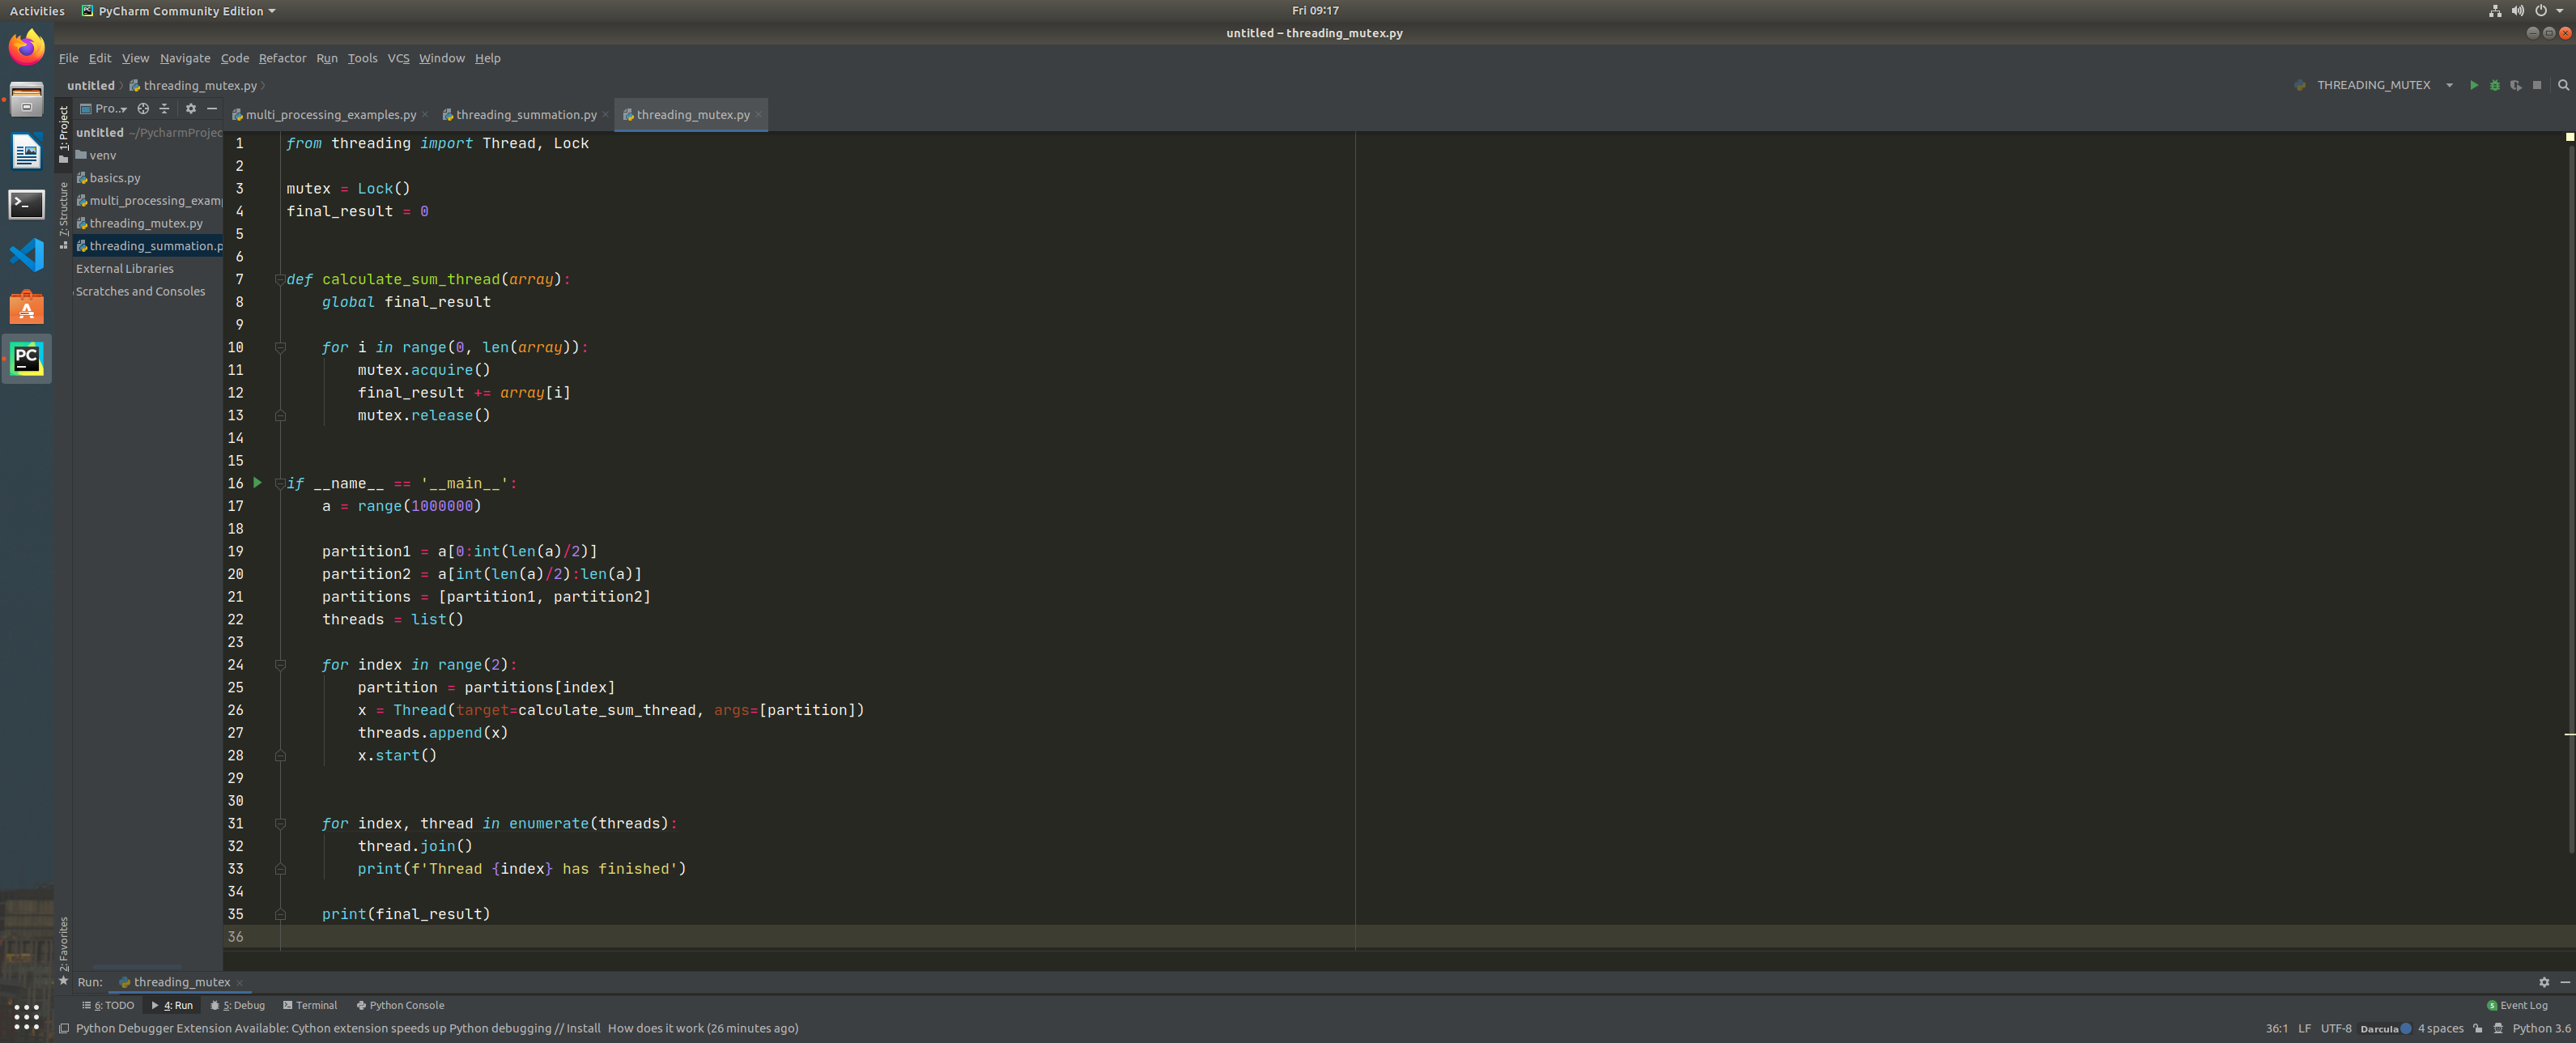 Activities PyCharm Community Edition Fri 09:17
untitled – threading_mutex.py
File Edit View Navigate Code Refactor Run Tools VCS Window Help
untitled threading_mutex.py THREADING_MUTEX
Pro..
multi_processing_examples.py threading_summation.py threading_mutex.py
1: Project
7: Structure
2: Favorites
untitled ~/PycharmProjec
venv
basics.py
multi_processing_exam
threading_mutex.py
threading_summation.p
External Libraries
Scratches and Consoles
1 from threading import Thread, Lock
2
3 mutex = Lock()
4 final_result = 0
5
6
7 def calculate_sum_thread(array):
8     global final_result
9
10     for i in range(0, len(array)):
11         mutex.acquire()
12         final_result += array[i]
13         mutex.release()
14
15
16 if __name__ == '__main__':
17     a = range(1000000)
18
19     partition1 = a[0:int(len(a)/2)]
20     partition2 = a[int(len(a)/2):len(a)]
21     partitions = [partition1, partition2]
22     threads = list()
23
24     for index in range(2):
25         partition = partitions[index]
26         x = Thread(target=calculate_sum_thread, args=[partition])
27         threads.append(x)
28         x.start()
29
30
31     for index, thread in enumerate(threads):
32         thread.join()
33         print(f'Thread {index} has finished')
34
35     print(final_result)
36
Run: threading_mutex
6: TODO 4: Run 5: Debug Terminal Python Console 5 Event Log
Python Debugger Extension Available: Cython extension speeds up Python debugging // Install How does it work (26 minutes ago) 36:1 LF UTF-8 Darcula 4 spaces Python 3.6